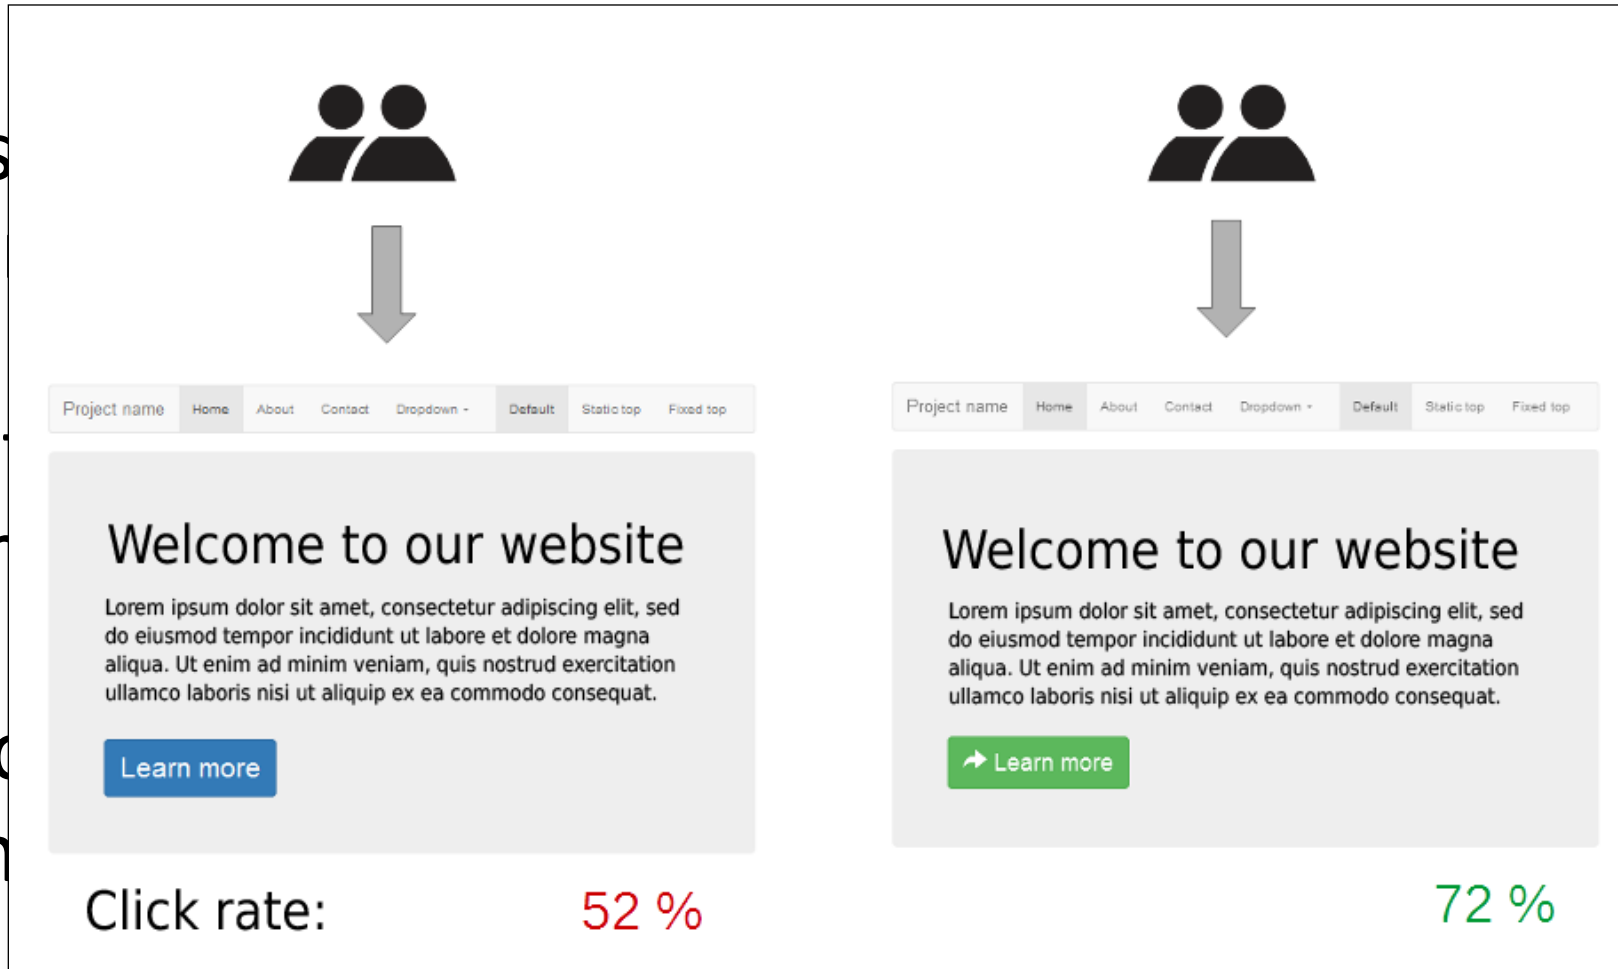 Project name Home About Contact Dropdown Default Static top Fixed top
Welcome to our website
Lorem ipsum dolor sit amet, consectetur adipiscing elit, sed
do eiusmod tempor incididunt ut labore et dolore magna
aliqua. Ut enim ad minim veniam, quis nostrud exercitation
ullamco laboris nisi ut aliquip ex ea commodo consequat.
Learn more
Click rate: 52 %
Project name Home About Contact Dropdown Default Static top Fixed top
Welcome to our website
Lorem ipsum dolor sit amet, consectetur adipiscing elit, sed
do eiusmod tempor incididunt ut labore et dolore magna
aliqua. Ut enim ad minim veniam, quis nostrud exercitation
ullamco laboris nisi ut aliquip ex ea commodo consequat.
Learn more
72 %